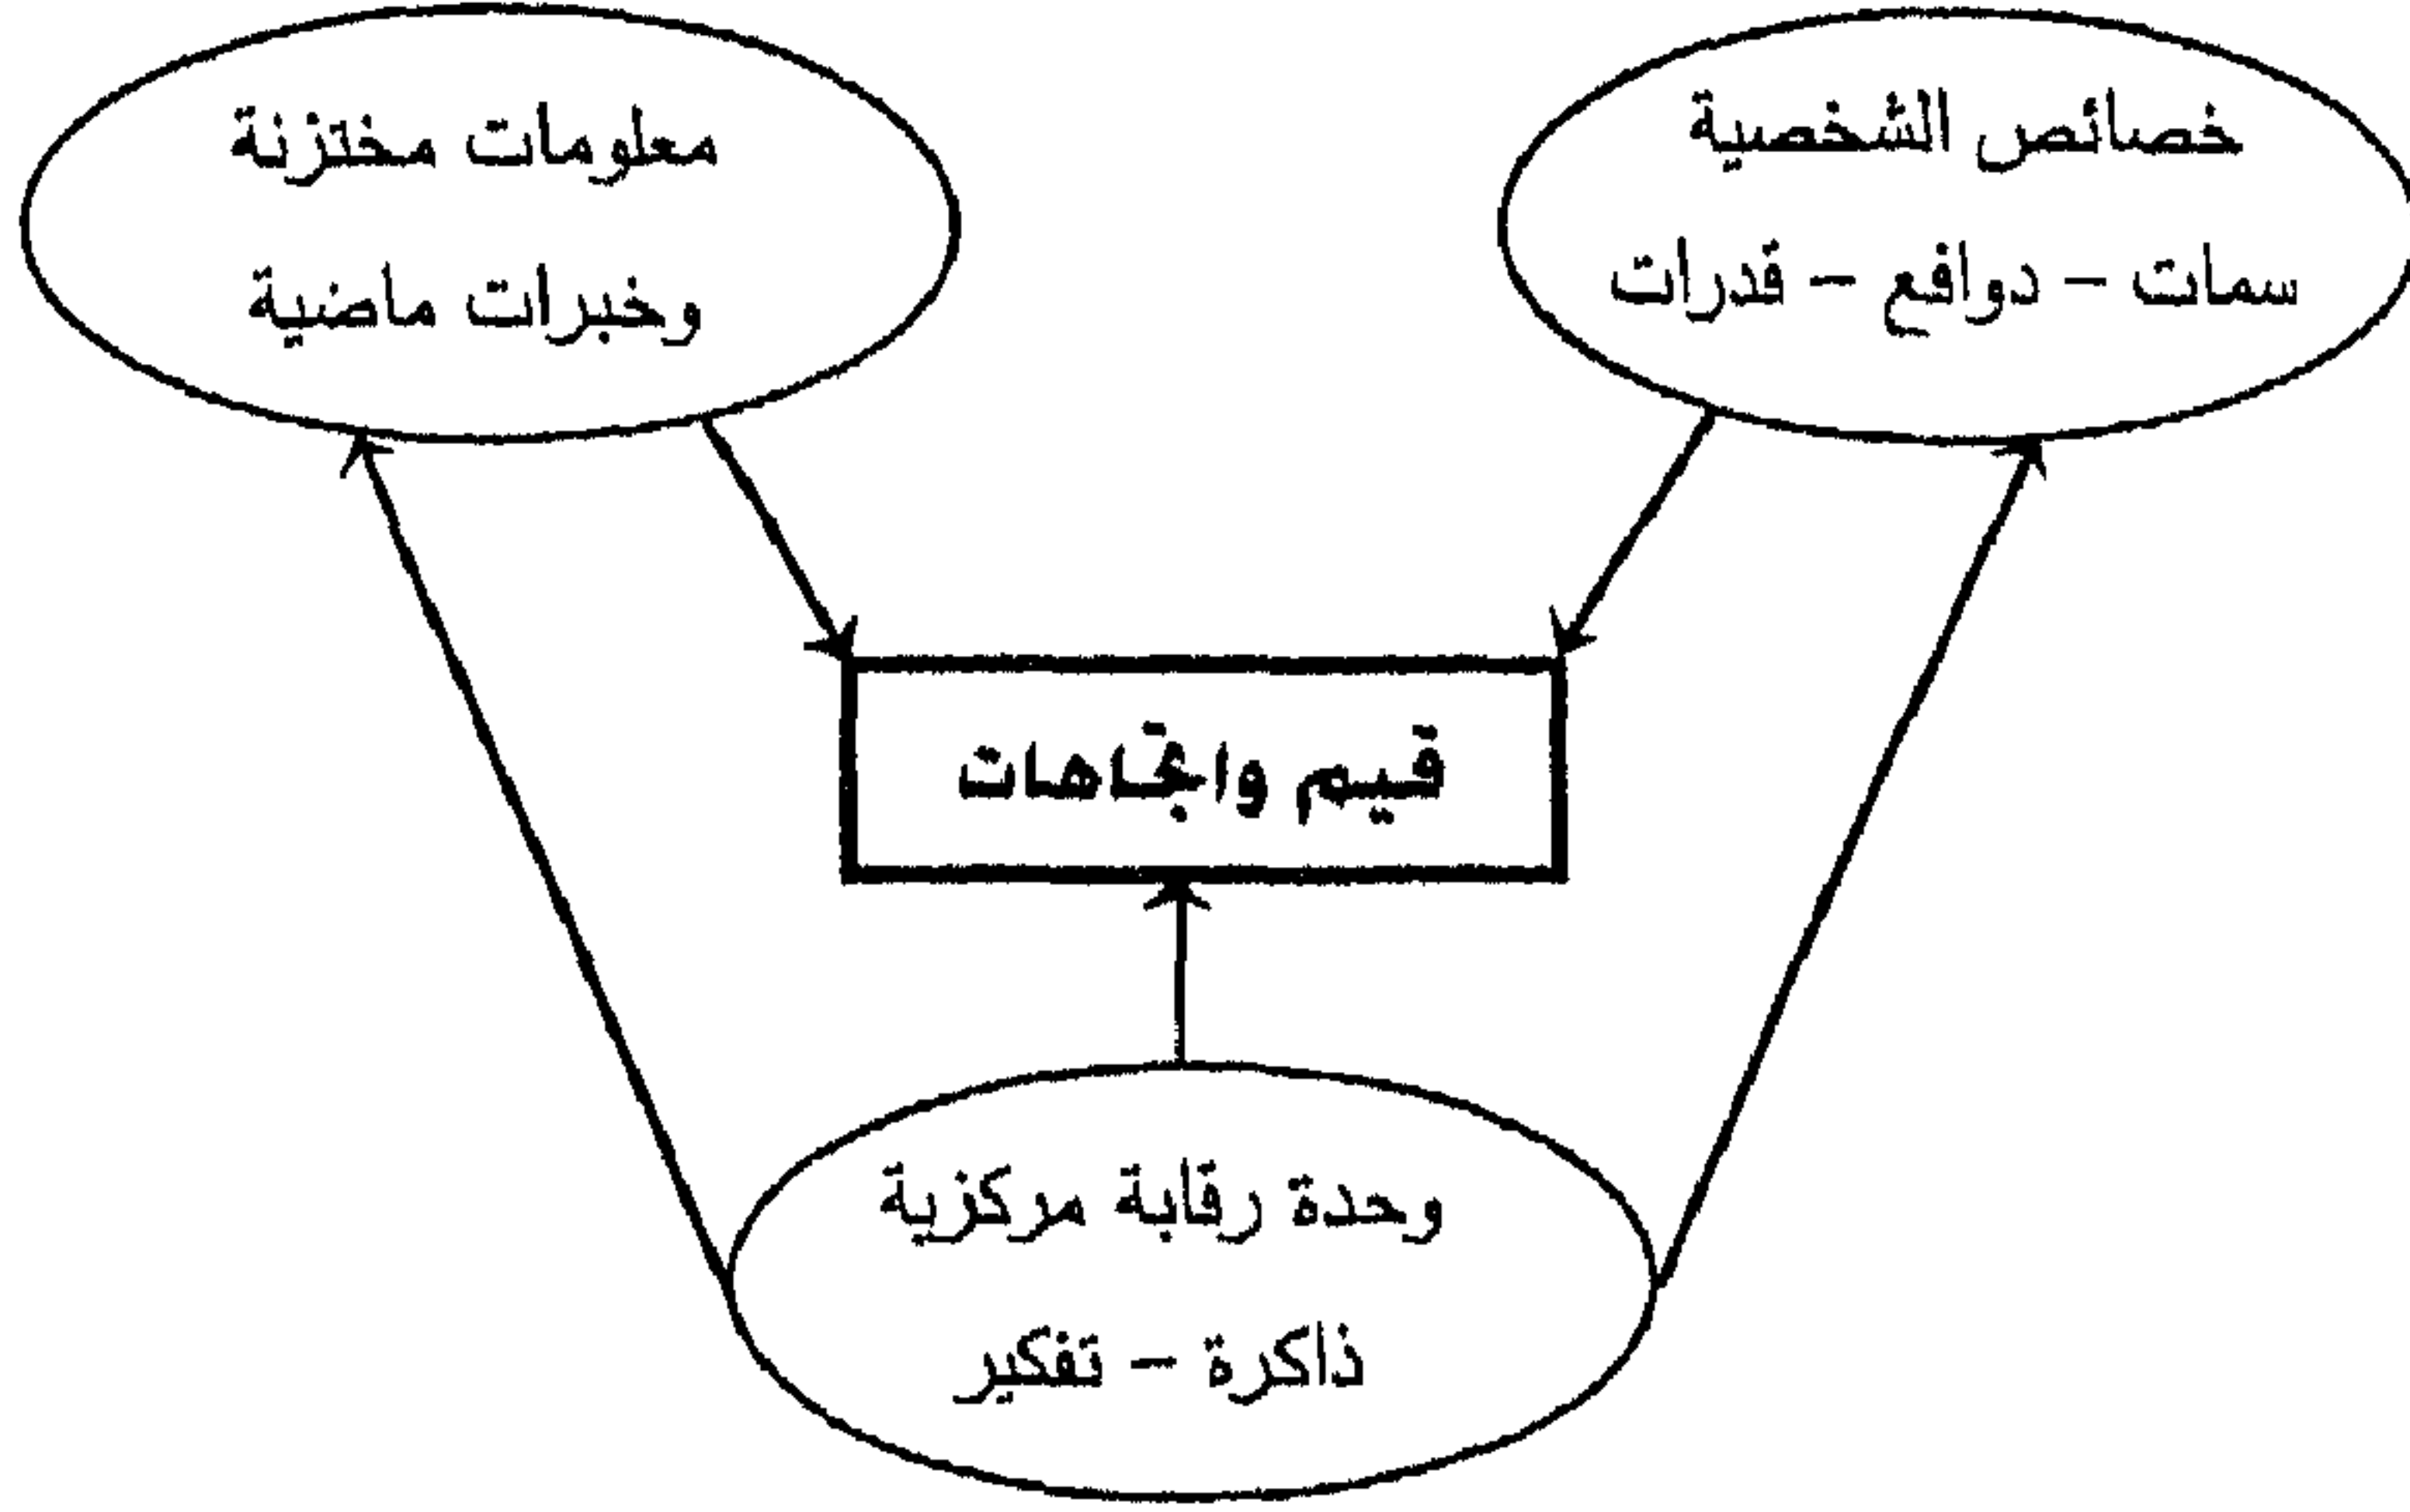 خصائص الشخصية
سمات – دوافع – قدرات
معلومات مختزنة
وخبرات ماضية
قيم واتجاهات
وحدة رقابة مركزية
ذاكرة – تفكير